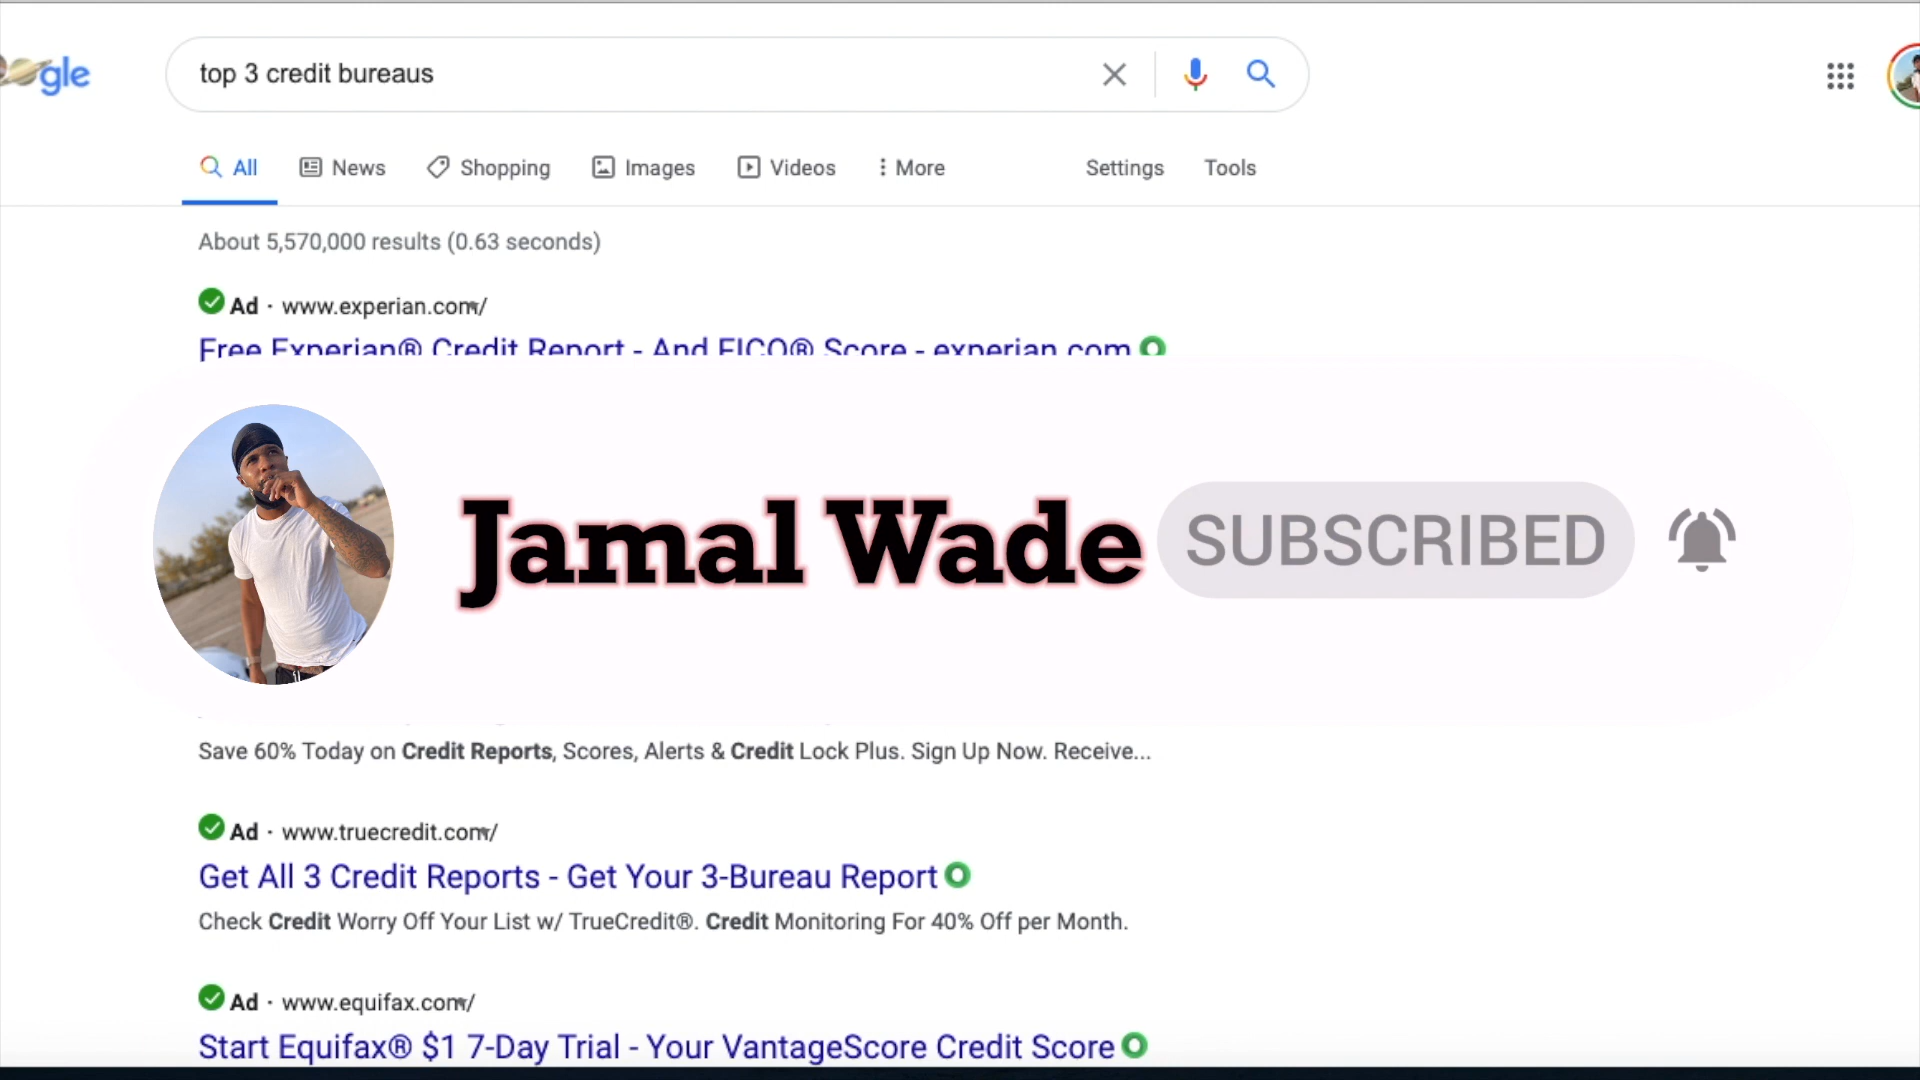 ogle
top 3 credit bureaus
All News Shopping Images Videos More Settings Tools
About 5,570,000 results (0.63 seconds)
Ad · www.experian.com/
Free Experian® Credit Report - And FICO® Score - experian.com
Jamal Wade SUBSCRIBED
Save 60% Today on Credit Reports, Scores, Alerts & Credit Lock Plus. Sign Up Now. Receive...
Ad · www.truecredit.com/
Get All 3 Credit Reports - Get Your 3-Bureau Report
Check Credit Worry Off Your List w/ TrueCredit®. Credit Monitoring For 40% Off per Month.
Ad · www.equifax.com/
Start Equifax® $1 7-Day Trial - Your VantageScore Credit Score